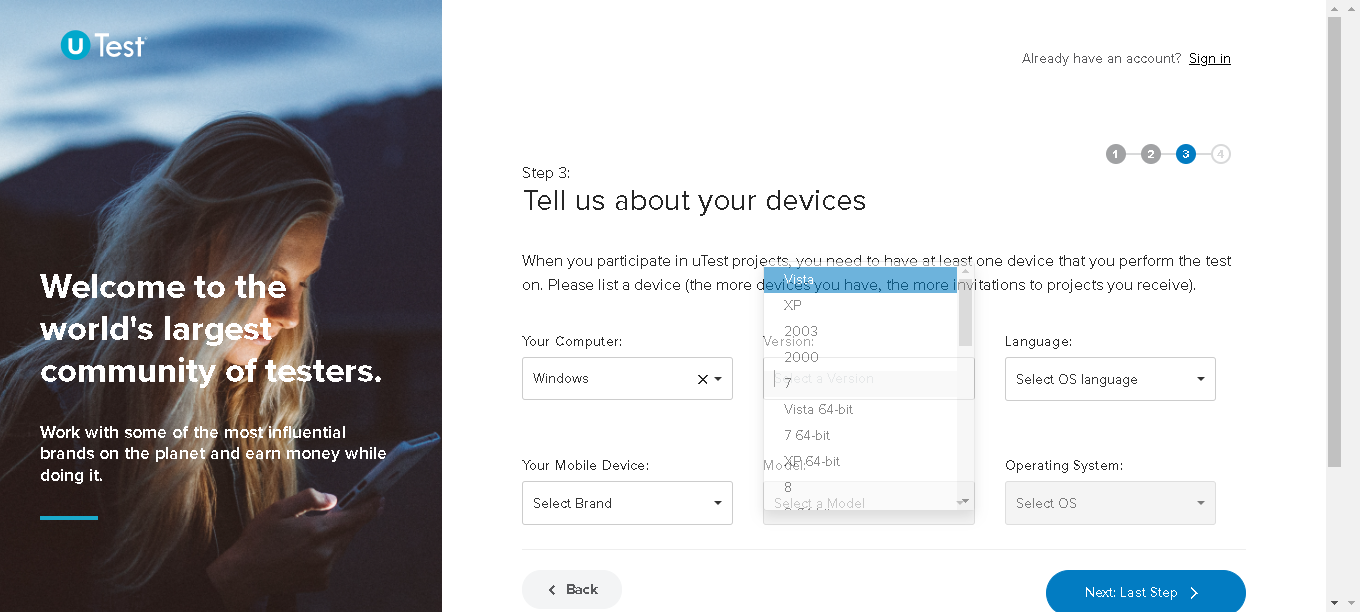 u Test
Already have an account? Sign in
1 2 3 4
Step 3:
Tell us about your devices
When you participate in uTest projects, you need to have at least one device that you perform the test
on. Please list a device (the more devices you have, the more invitations to projects you receive).
Welcome to the
world's largest
community of testers.
Work with some of the most influential
brands on the planet and earn money while
doing it.
Your Computer:
Windows
Version:
Select a Version
Vista
XP
2003
2000
7
Vista 64-bit
7 64-bit
XP 64-bit
8
Language:
Select OS language
Your Mobile Device:
Select Brand
Model:
Select a Model
Operating System:
Select OS
Back
Next: Last Step